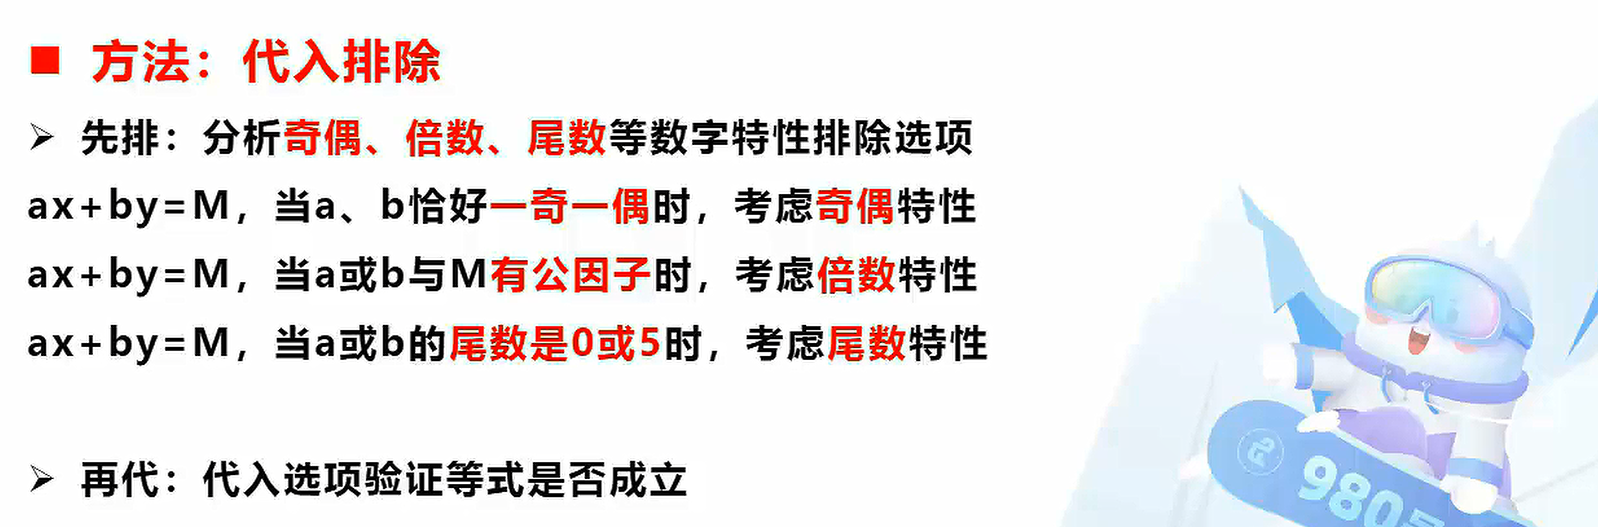 ■ 方法：代入排除
➢ 先排：分析奇偶、倍数、尾数等数字特性排除选项
ax+by=M，当a、b恰好一奇一偶时，考虑奇偶特性
ax+by=M，当a或b与M有公因子时，考虑倍数特性
ax+by=M，当a或b的尾数是0或5时，考虑尾数特性
➢ 再代：代入选项验证等式是否成立
980